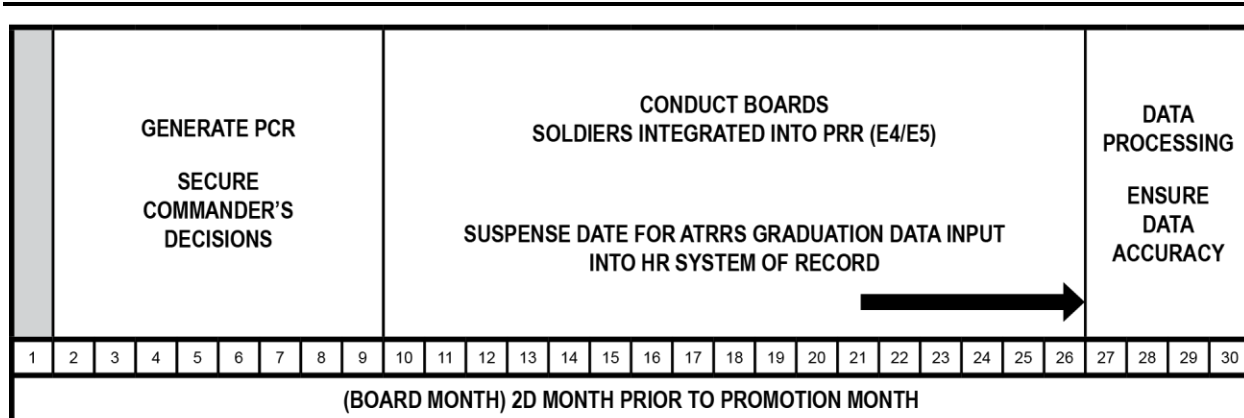 GENERATE PCR
SECURE
COMMANDER'S
DECISIONS
CONDUCT BOARDS
SOLDIERS INTEGRATED INTO PRR (E4/E5)
SUSPENSE DATE FOR ATRRS GRADUATION DATA INPUT
INTO HR SYSTEM OF RECORD
DATA
PROCESSING
ENSURE
DATA
ACCURACY
1 2 3 4 5 6 7 8 9 10 11 12 13 14 15 16 17 18 19 20 21 22 23 24 25 26 27 28 29 30
(BOARD MONTH) 2D MONTH PRIOR TO PROMOTION MONTH